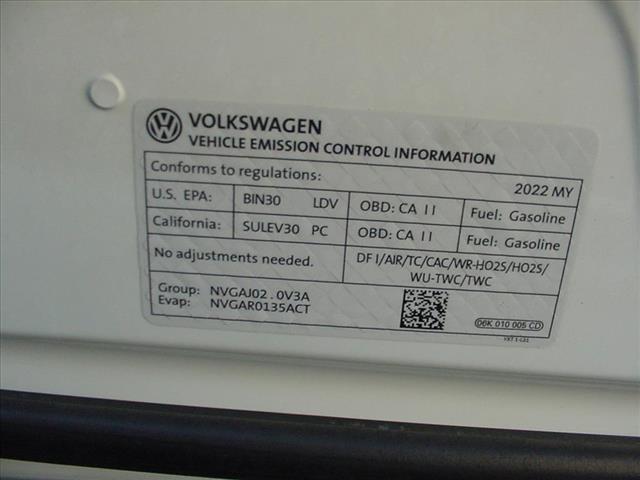 VOLKSWAGEN
VEHICLE EMISSION CONTROL INFORMATION
Conforms to regulations: 2022 MY
U.S. EPA: BIN30 LDV OBD: CA II Fuel: Gasoline
California: SULEV30 PC OBD: CA II Fuel: Gasoline
No adjustments needed. DFI/AIR/TC/CAC/WR-HO2S/HO2S/
WU-TWC/TWC
Group: NVGAJ02.0V3A
Evap: NVGAR0135ACT
06K 010 005 CD